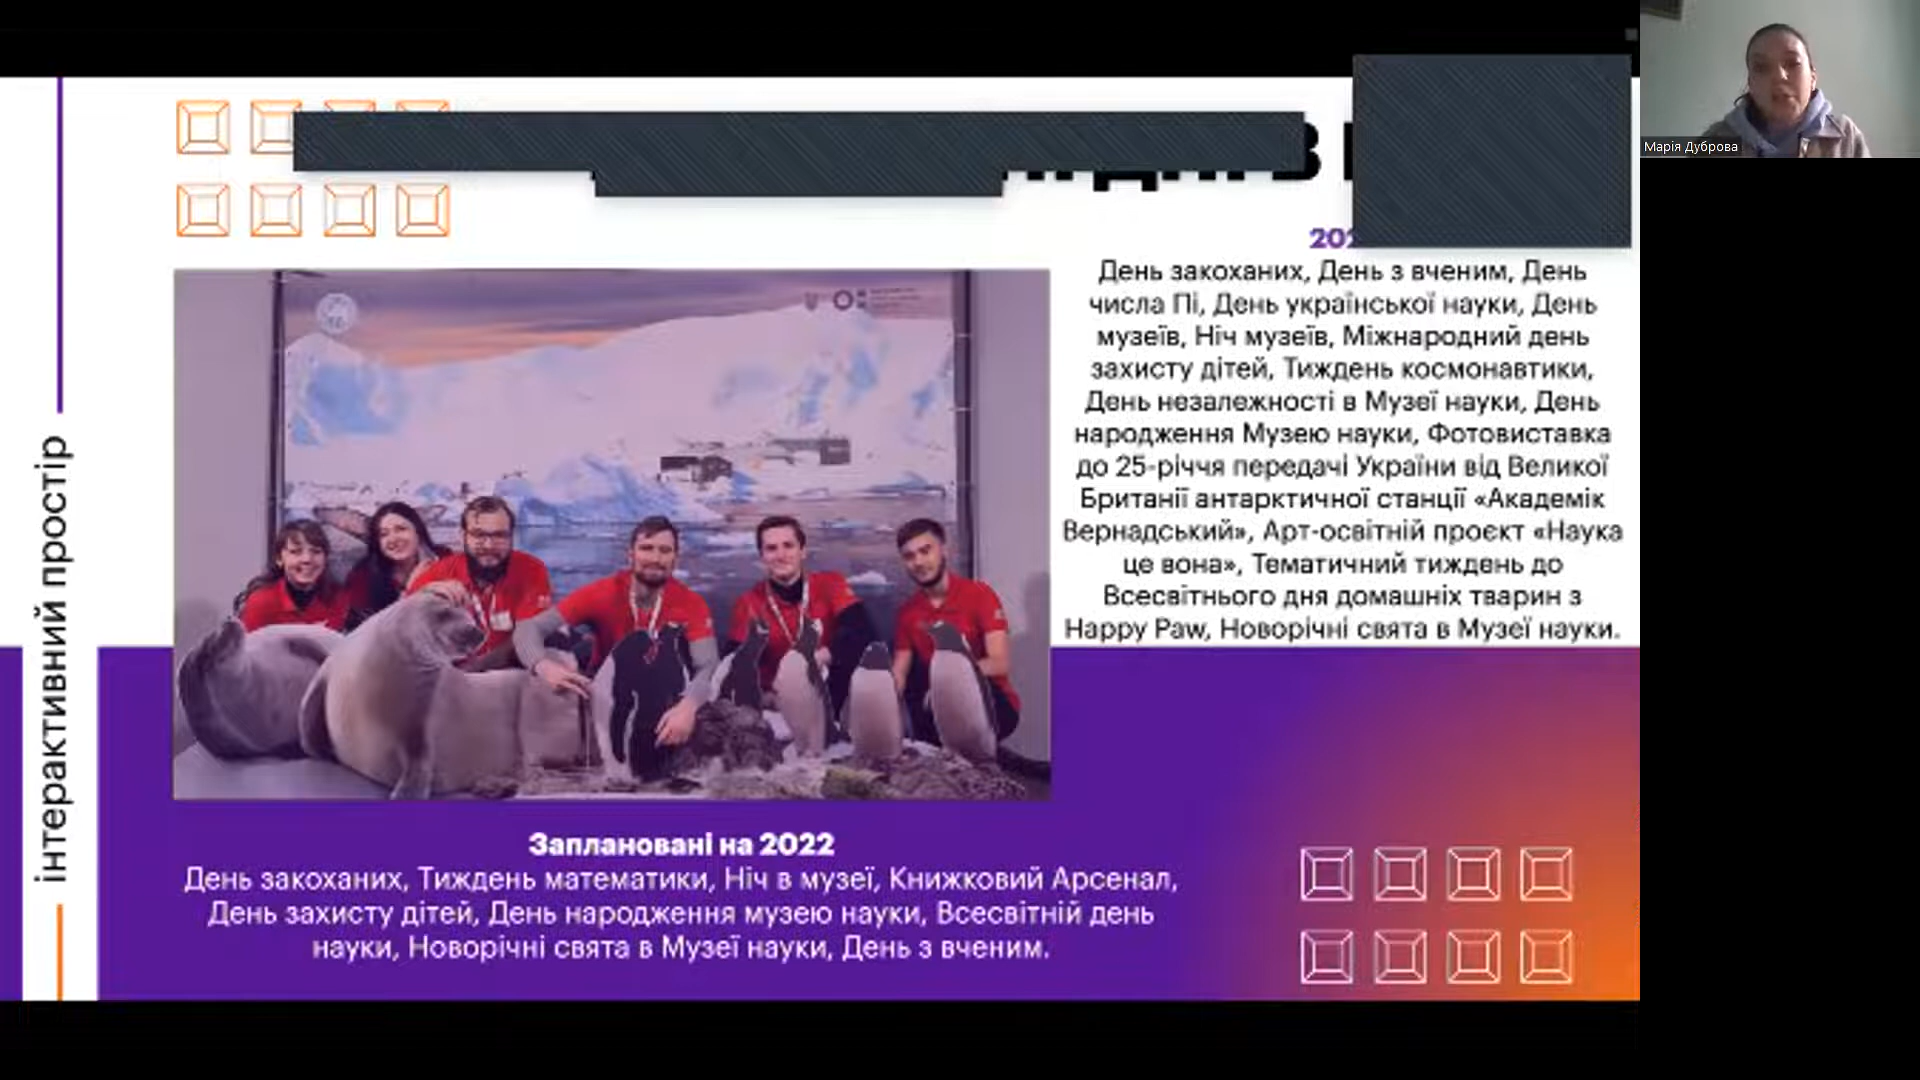 Марія Дуброва
День закоханих, День з вченим, День
числа Пі, День української науки, День
музеїв, Ніч музеїв, Міжнародний день
захисту дітей, Тиждень космонавтики,
День незалежності в Музеї науки, День
народження Музею науки, Фотовиставка
до 25-річчя передачі України від Великої
Британії антарктичної станції «Академік
Вернадський», Арт-освітній проєкт «Наука
це вона», Тематичний тиждень до
Всесвітнього дня домашніх тварин з
Happy Paw, Новорічні свята в Музеї науки.
інтерактивний простір
Заплановані на 2022
День закоханих, Тиждень математики, Ніч в музеї, Книжковий Арсенал,
День захисту дітей, День народження музею науки, Всесвітній день
науки, Новорічні свята в Музеї науки, День з вченим.